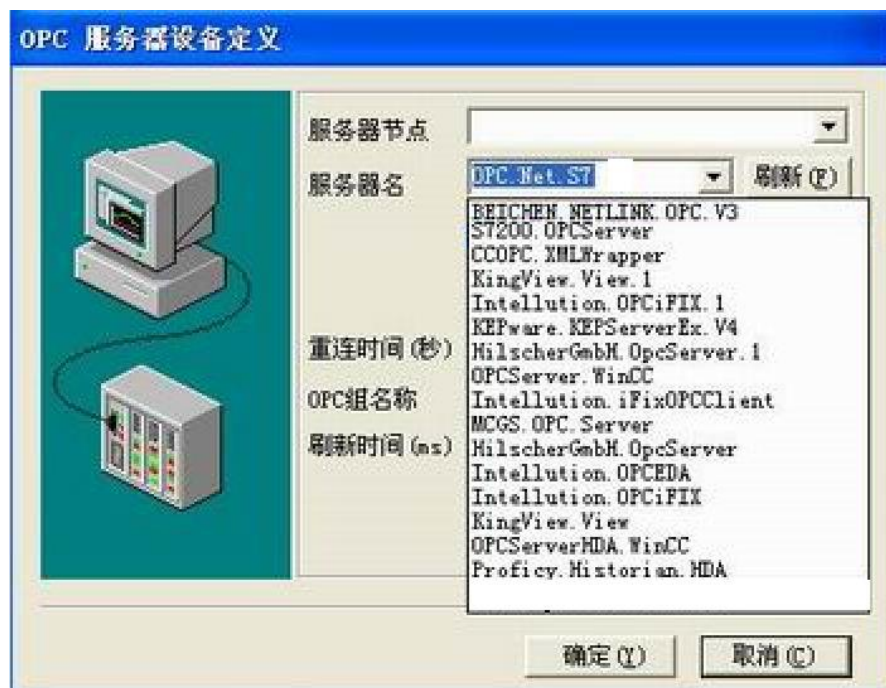 OPC 服务器设备定义
服务器节点
服务器名
OPC.Net.S7
刷新(F)
BEICHEN.NETLINK.OPC.V3
S7200.OPCServer
CCOPC.XMLWrapper
KingView.View.1
Intellution.OPCiFIX.1
KEPware.KEPServerEx.V4
HilscherGmbH.OpcServer.1
OPCServer.WinCC
Intellution.iFixOPCClient
MCGS.OPC.Server
HilscherGmbH.OpcServer
Intellution.OPCEDA
Intellution.OPCiFIX
KingView.View
OPCServerHDA.WinCC
Proficy.Historian.HDA
重连时间(秒)
OPC组名称
刷新时间(ms)
确定(Y)
取消(C)